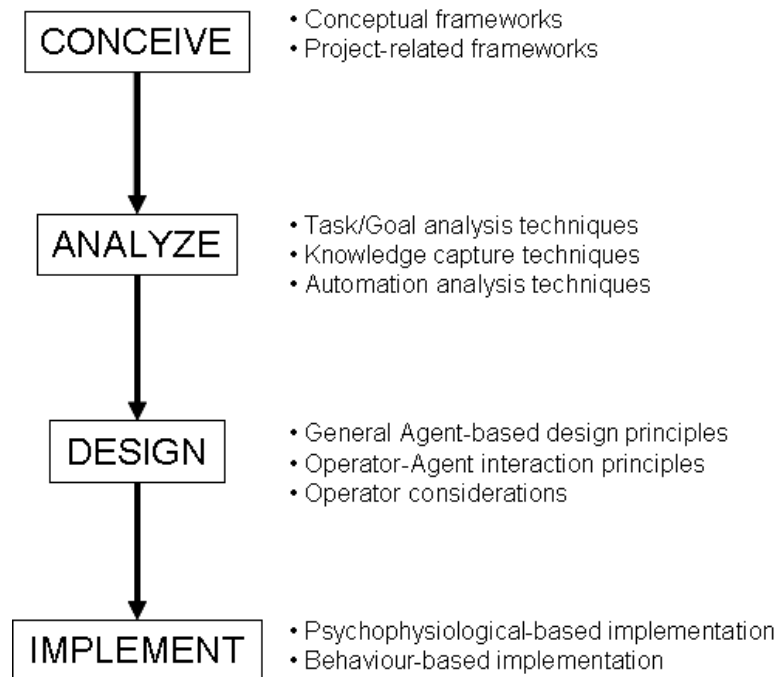 CONCEIVE
• Conceptual frameworks
• Project-related frameworks
ANALYZE
• Task/Goal analysis techniques
• Knowledge capture techniques
• Automation analysis techniques
DESIGN
• General Agent-based design principles
• Operator-Agent interaction principles
• Operator considerations
IMPLEMENT
• Psychophysiological-based implementation
• Behaviour-based implementation